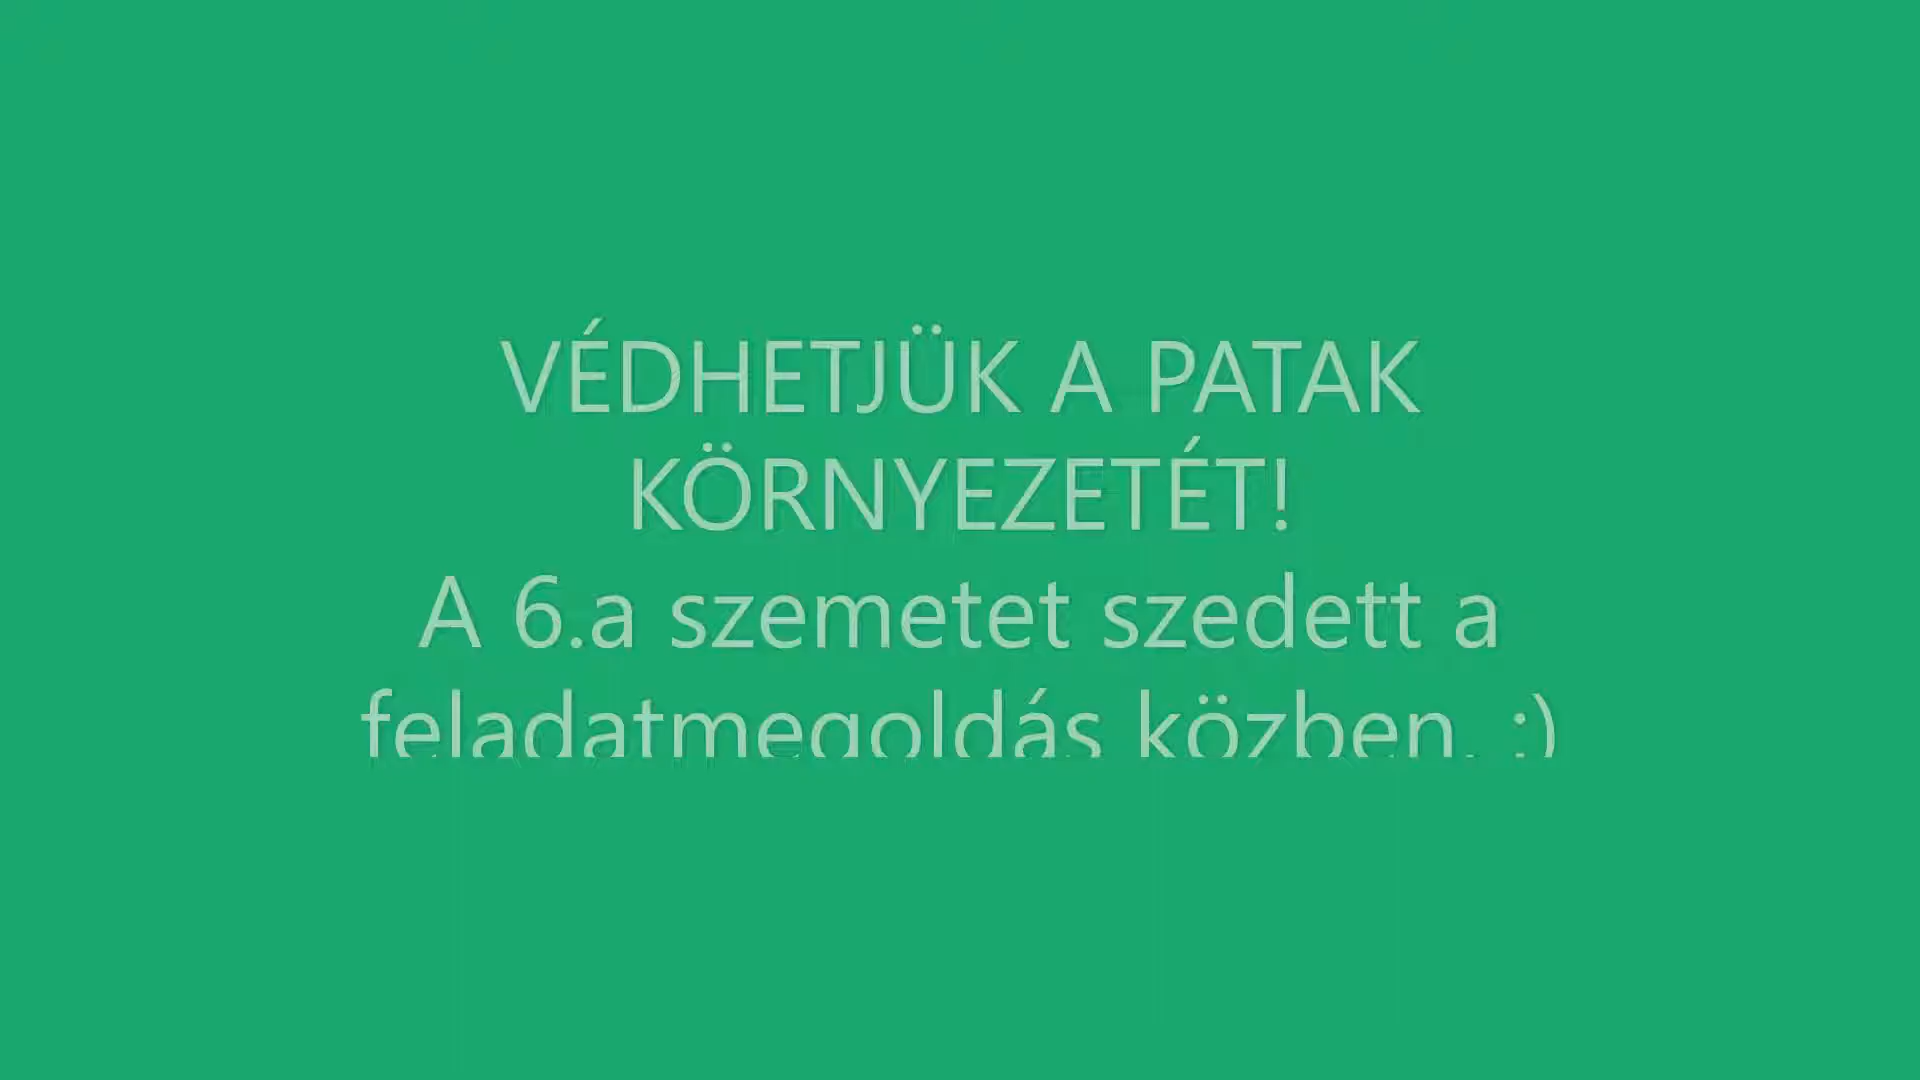 VÉDHETJÜK A PATAK
KÖRNYEZETÉT!
A 6.a szemetet szedett a
feladatmegoldás közben. :)